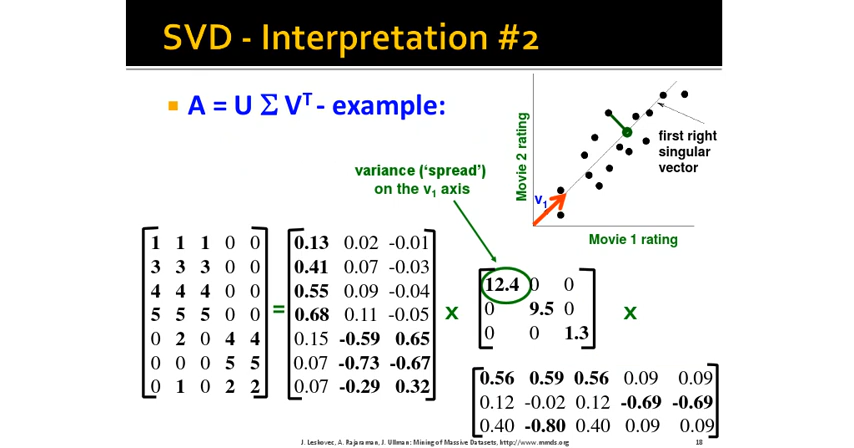 SVD - Interpretation #2
A = U Σ Vᵀ - example:
variance ('spread')
on the v₁ axis
Movie 2 rating
v₁
first right
singular
vector
Movie 1 rating
1 1 1 0 0
3 3 3 0 0
4 4 4 0 0
5 5 5 0 0
0 2 0 4 4
0 0 0 5 5
0 1 0 2 2
=
0.13 0.02 -0.01
0.41 0.07 -0.03
0.55 0.09 -0.04
0.68 0.11 -0.05
0.15 -0.59 0.65
0.07 -0.73 -0.67
0.07 -0.29 0.32
x
12.4 0 0
0 9.5 0
0 0 1.3
x
0.56 0.59 0.56 0.09 0.09
0.12 -0.02 0.12 -0.69 -0.69
0.40 -0.80 0.40 0.09 0.09
J. Leskovec, A. Rajaraman, J. Ullman: Mining of Massive Datasets, http://www.mmds.org
18